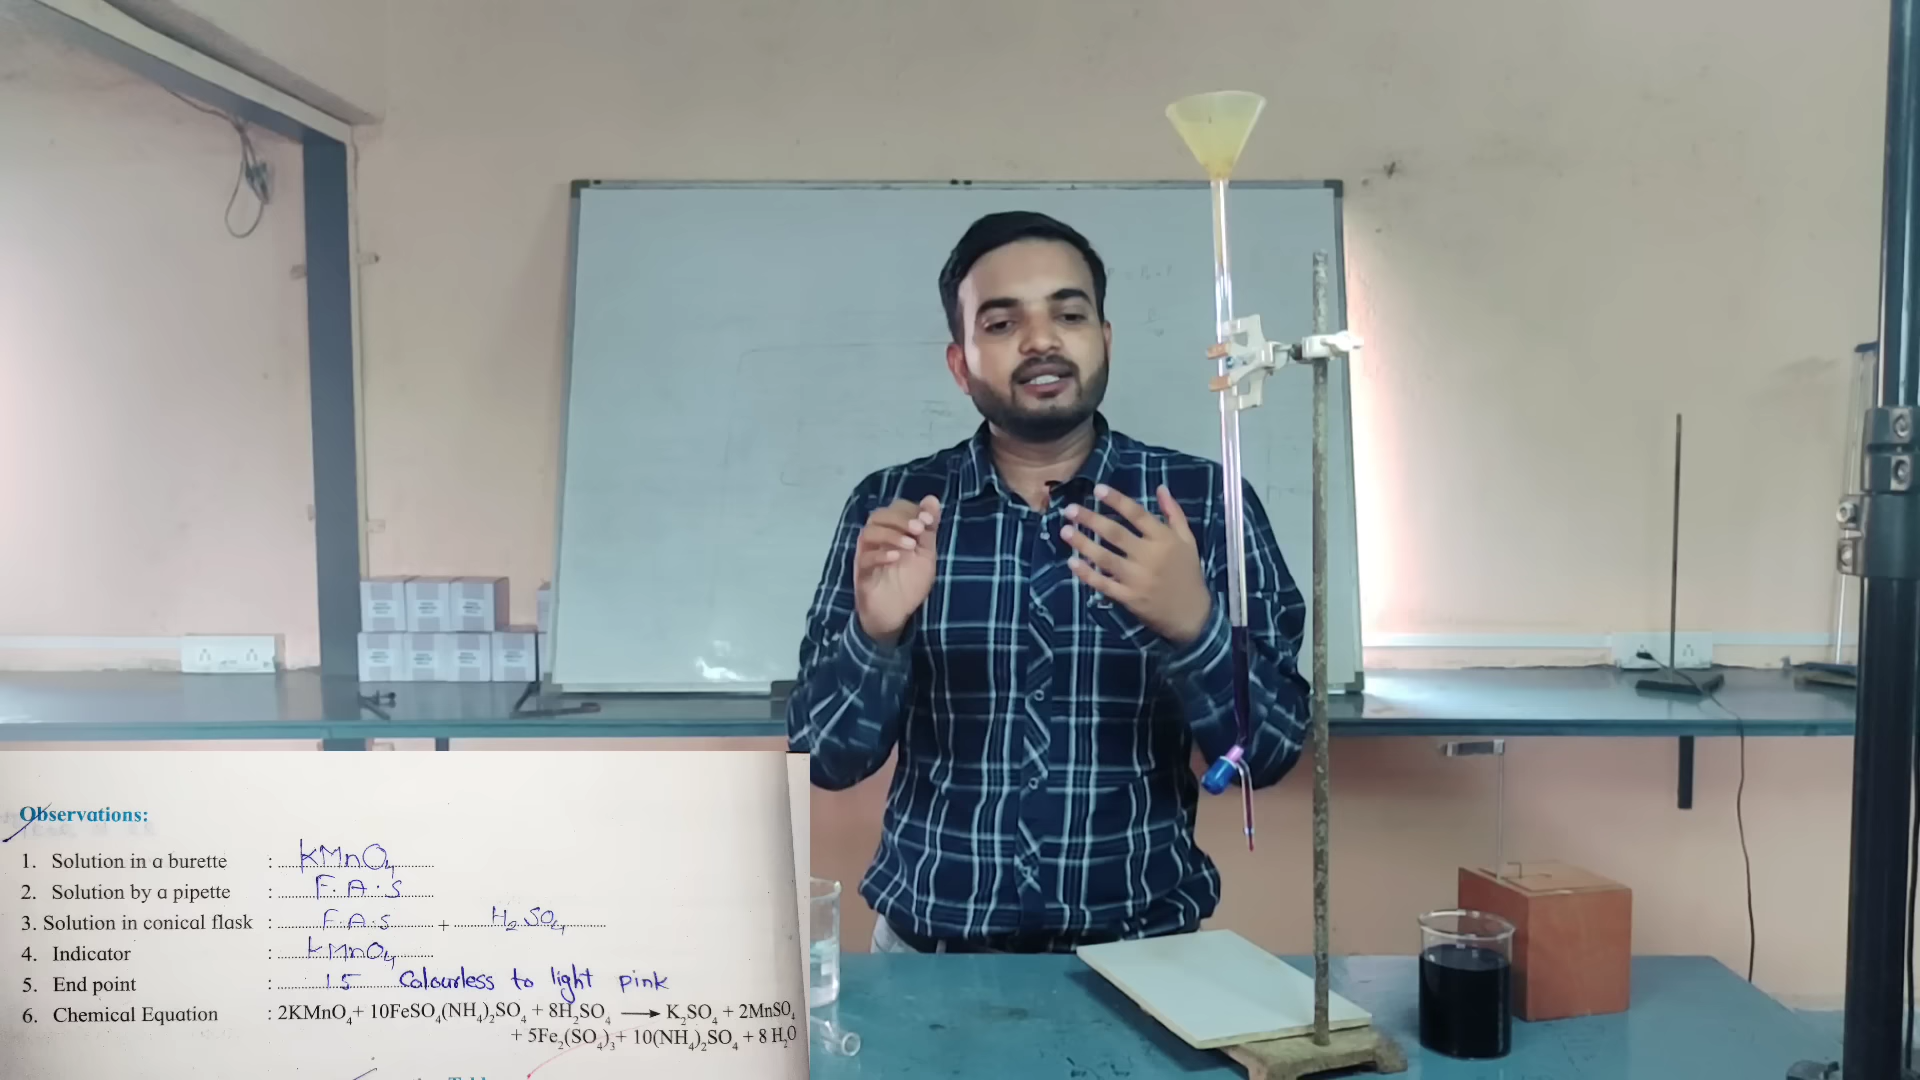 Observations:
1. Solution in a burette : KMnO₄
2. Solution by a pipette : F.A.S
3. Solution in conical flask : F.A.S + H₂SO₄
4. Indicator : KMnO₄
5. End point : 15 Colourless to light pink
6. Chemical Equation : 2KMnO₄+ 10FeSO₄(NH₄)₂SO₄ + 8H₂SO₄ ⟶ K₂SO₄ + 2MnSO₄
+ 5Fe₂(SO₄)₃+ 10(NH₄)₂SO₄ + 8 H₂O